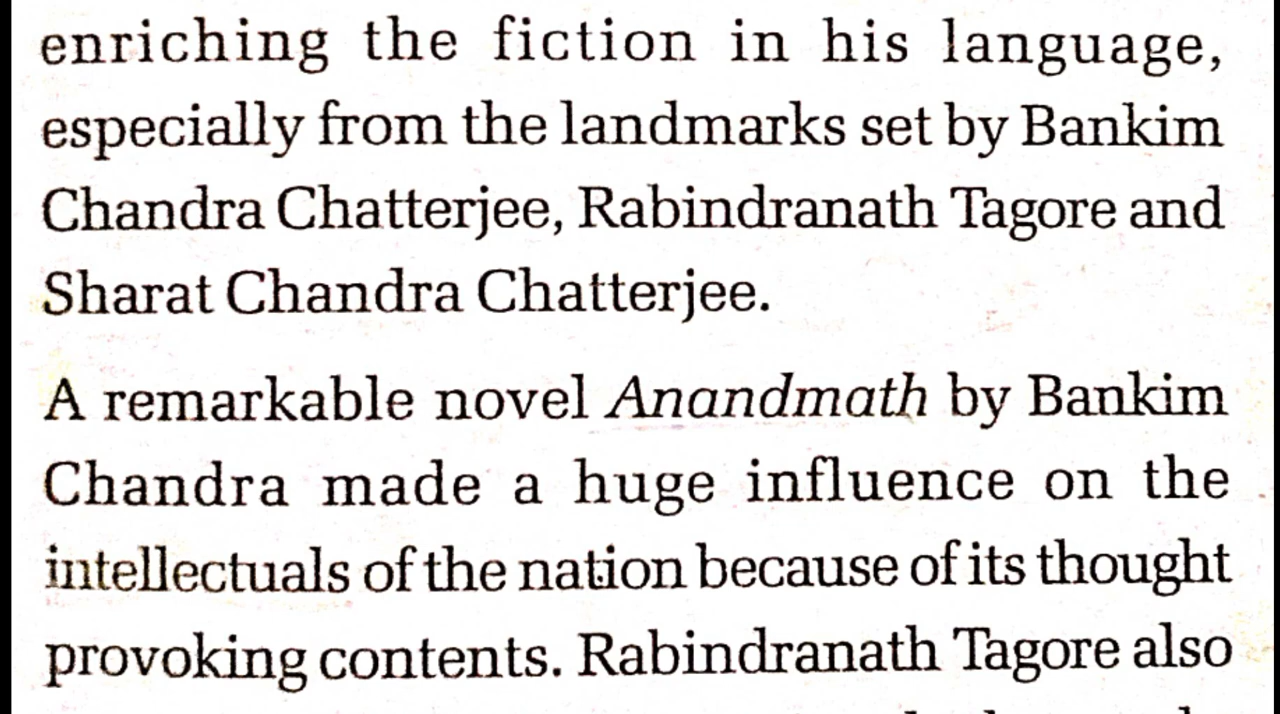 enriching the fiction in his language,
especially from the landmarks set by Bankim
Chandra Chatterjee, Rabindranath Tagore and
Sharat Chandra Chatterjee.
A remarkable novel Anandmath by Bankim
Chandra made a huge influence on the
intellectuals of the nation because of its thought
provoking contents. Rabindranath Tagore also